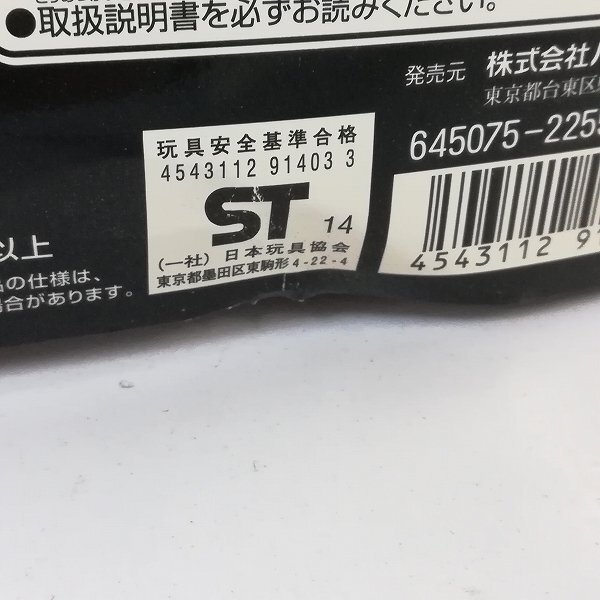 ●取扱説明書を必ずお読みください。
発売元 株式会社
東京都台東区
645075-2255
玩具安全基準合格
4543112 91403 3
ST 14
(一社) 日本玩具協会
東京都墨田区東駒形4-22-4
4543112 9
以上
品の仕様は、
場合があります。